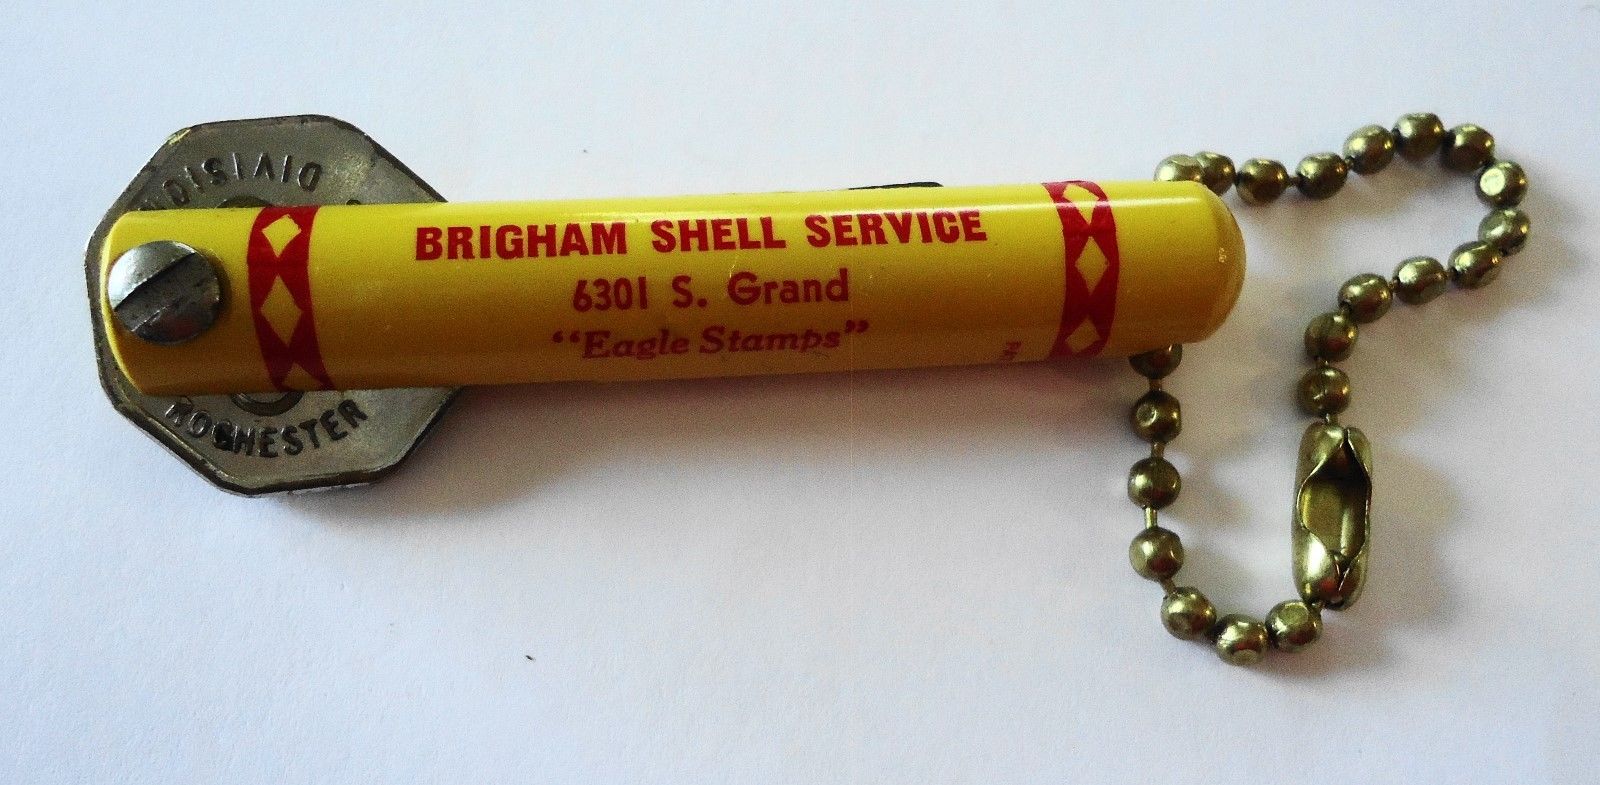 BRIGHAM SHELL SERVICE
6301 S. Grand
"Eagle Stamps"
DIVISION
ROCHESTER